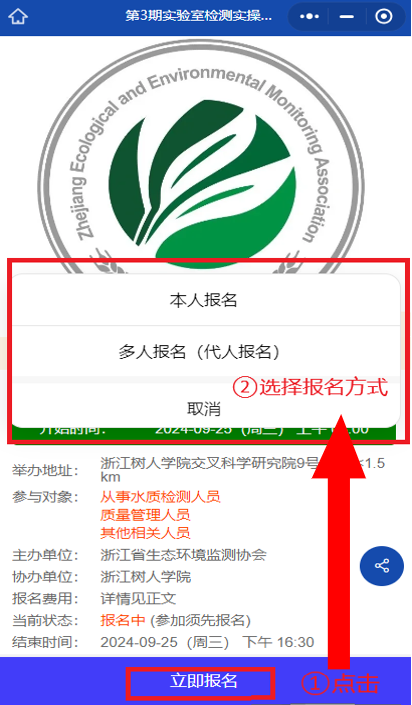 第3期实验室检测实操...
Zhejiang Ecological and Environmental Monitoring Association
本人报名
多人报名（代人报名）
②选择报名方式
取消
开始时间： 2024-09-25（周三） 上午
举办地址： 浙江树人学院交叉科学研究院9号 1.5
km
参与对象： 从事水质检测人员
质量管理人员
其他相关人员
主办单位： 浙江省生态环境监测协会
协办单位： 浙江树人学院
报名费用： 详情见正文
当前状态： 报名中 (参加须先报名)
结束时间： 2024-09-25（周三） 下午 16:30
立即报名
①点击